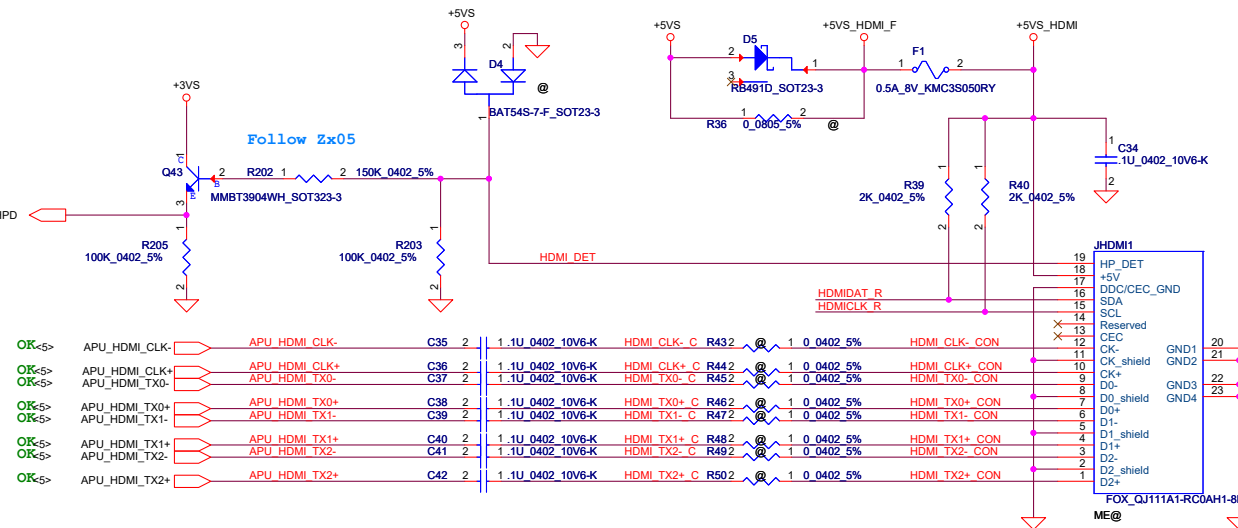 +5VS
+5VS
+5VS_HDMI_F
+5VS_HDMI
3
2
D4
@
BAT54S-7-F_SOT23-3
1
D5
2
1
3
RB491D_SOT23-3
F1
1
2
0.5A_8V_KMC3S050RY
R36
1
2
0_0805_5%
@
+3VS
Follow Zx05
Q43
1
C
B
E
2
3
MMBT3904WH_SOT323-3
R202
1
2
150K_0402_5%
R205
100K_0402_5%
1
2
R203
100K_0402_5%
1
2
HDMI_DET
R39
2K_0402_5%
1
2
R40
2K_0402_5%
1
2
C34
.1U_0402_10V6-K
1
2
HDMIDAT_R
HDMICLK_R
JHDMI1
19 HP_DET
18 +5V
17 DDC/CEC_GND
16 SDA
15 SCL
14 Reserved
13 CEC
12 CK-
11 CK_shield
10 CK+
9 D0-
8 D0_shield
7 D0+
6 D1-
5 D1_shield
4 D1+
3 D2-
2 D2_shield
1 D2+
GND1 20
GND2 21
GND3 22
GND4 23
OK<5> APU_HDMI_CLK- APU_HDMI_CLK- C35 2 1 .1U_0402_10V6-K HDMI_CLK-_C R43 2 @ 1 0_0402_5% HDMI_CLK-_CON
OK<5> APU_HDMI_CLK+ APU_HDMI_CLK+ C36 2 1 .1U_0402_10V6-K HDMI_CLK+_C R44 2 @ 1 0_0402_5% HDMI_CLK+_CON
OK<5> APU_HDMI_TX0- APU_HDMI_TX0- C37 2 1 .1U_0402_10V6-K HDMI_TX0-_C R45 2 @ 1 0_0402_5% HDMI_TX0-_CON
OK<5> APU_HDMI_TX0+ APU_HDMI_TX0+ C38 2 1 .1U_0402_10V6-K HDMI_TX0+_C R46 2 @ 1 0_0402_5% HDMI_TX0+_CON
OK<5> APU_HDMI_TX1- APU_HDMI_TX1- C39 2 1 .1U_0402_10V6-K HDMI_TX1-_C R47 2 @ 1 0_0402_5% HDMI_TX1-_CON
OK<5> APU_HDMI_TX1+ APU_HDMI_TX1+ C40 2 1 .1U_0402_10V6-K HDMI_TX1+_C R48 2 @ 1 0_0402_5% HDMI_TX1+_CON
OK<5> APU_HDMI_TX2- APU_HDMI_TX2- C41 2 1 .1U_0402_10V6-K HDMI_TX2-_C R49 2 @ 1 0_0402_5% HDMI_TX2-_CON
OK<5> APU_HDMI_TX2+ APU_HDMI_TX2+ C42 2 1 .1U_0402_10V6-K HDMI_TX2+_C R50 2 @ 1 0_0402_5% HDMI_TX2+_CON
ME@